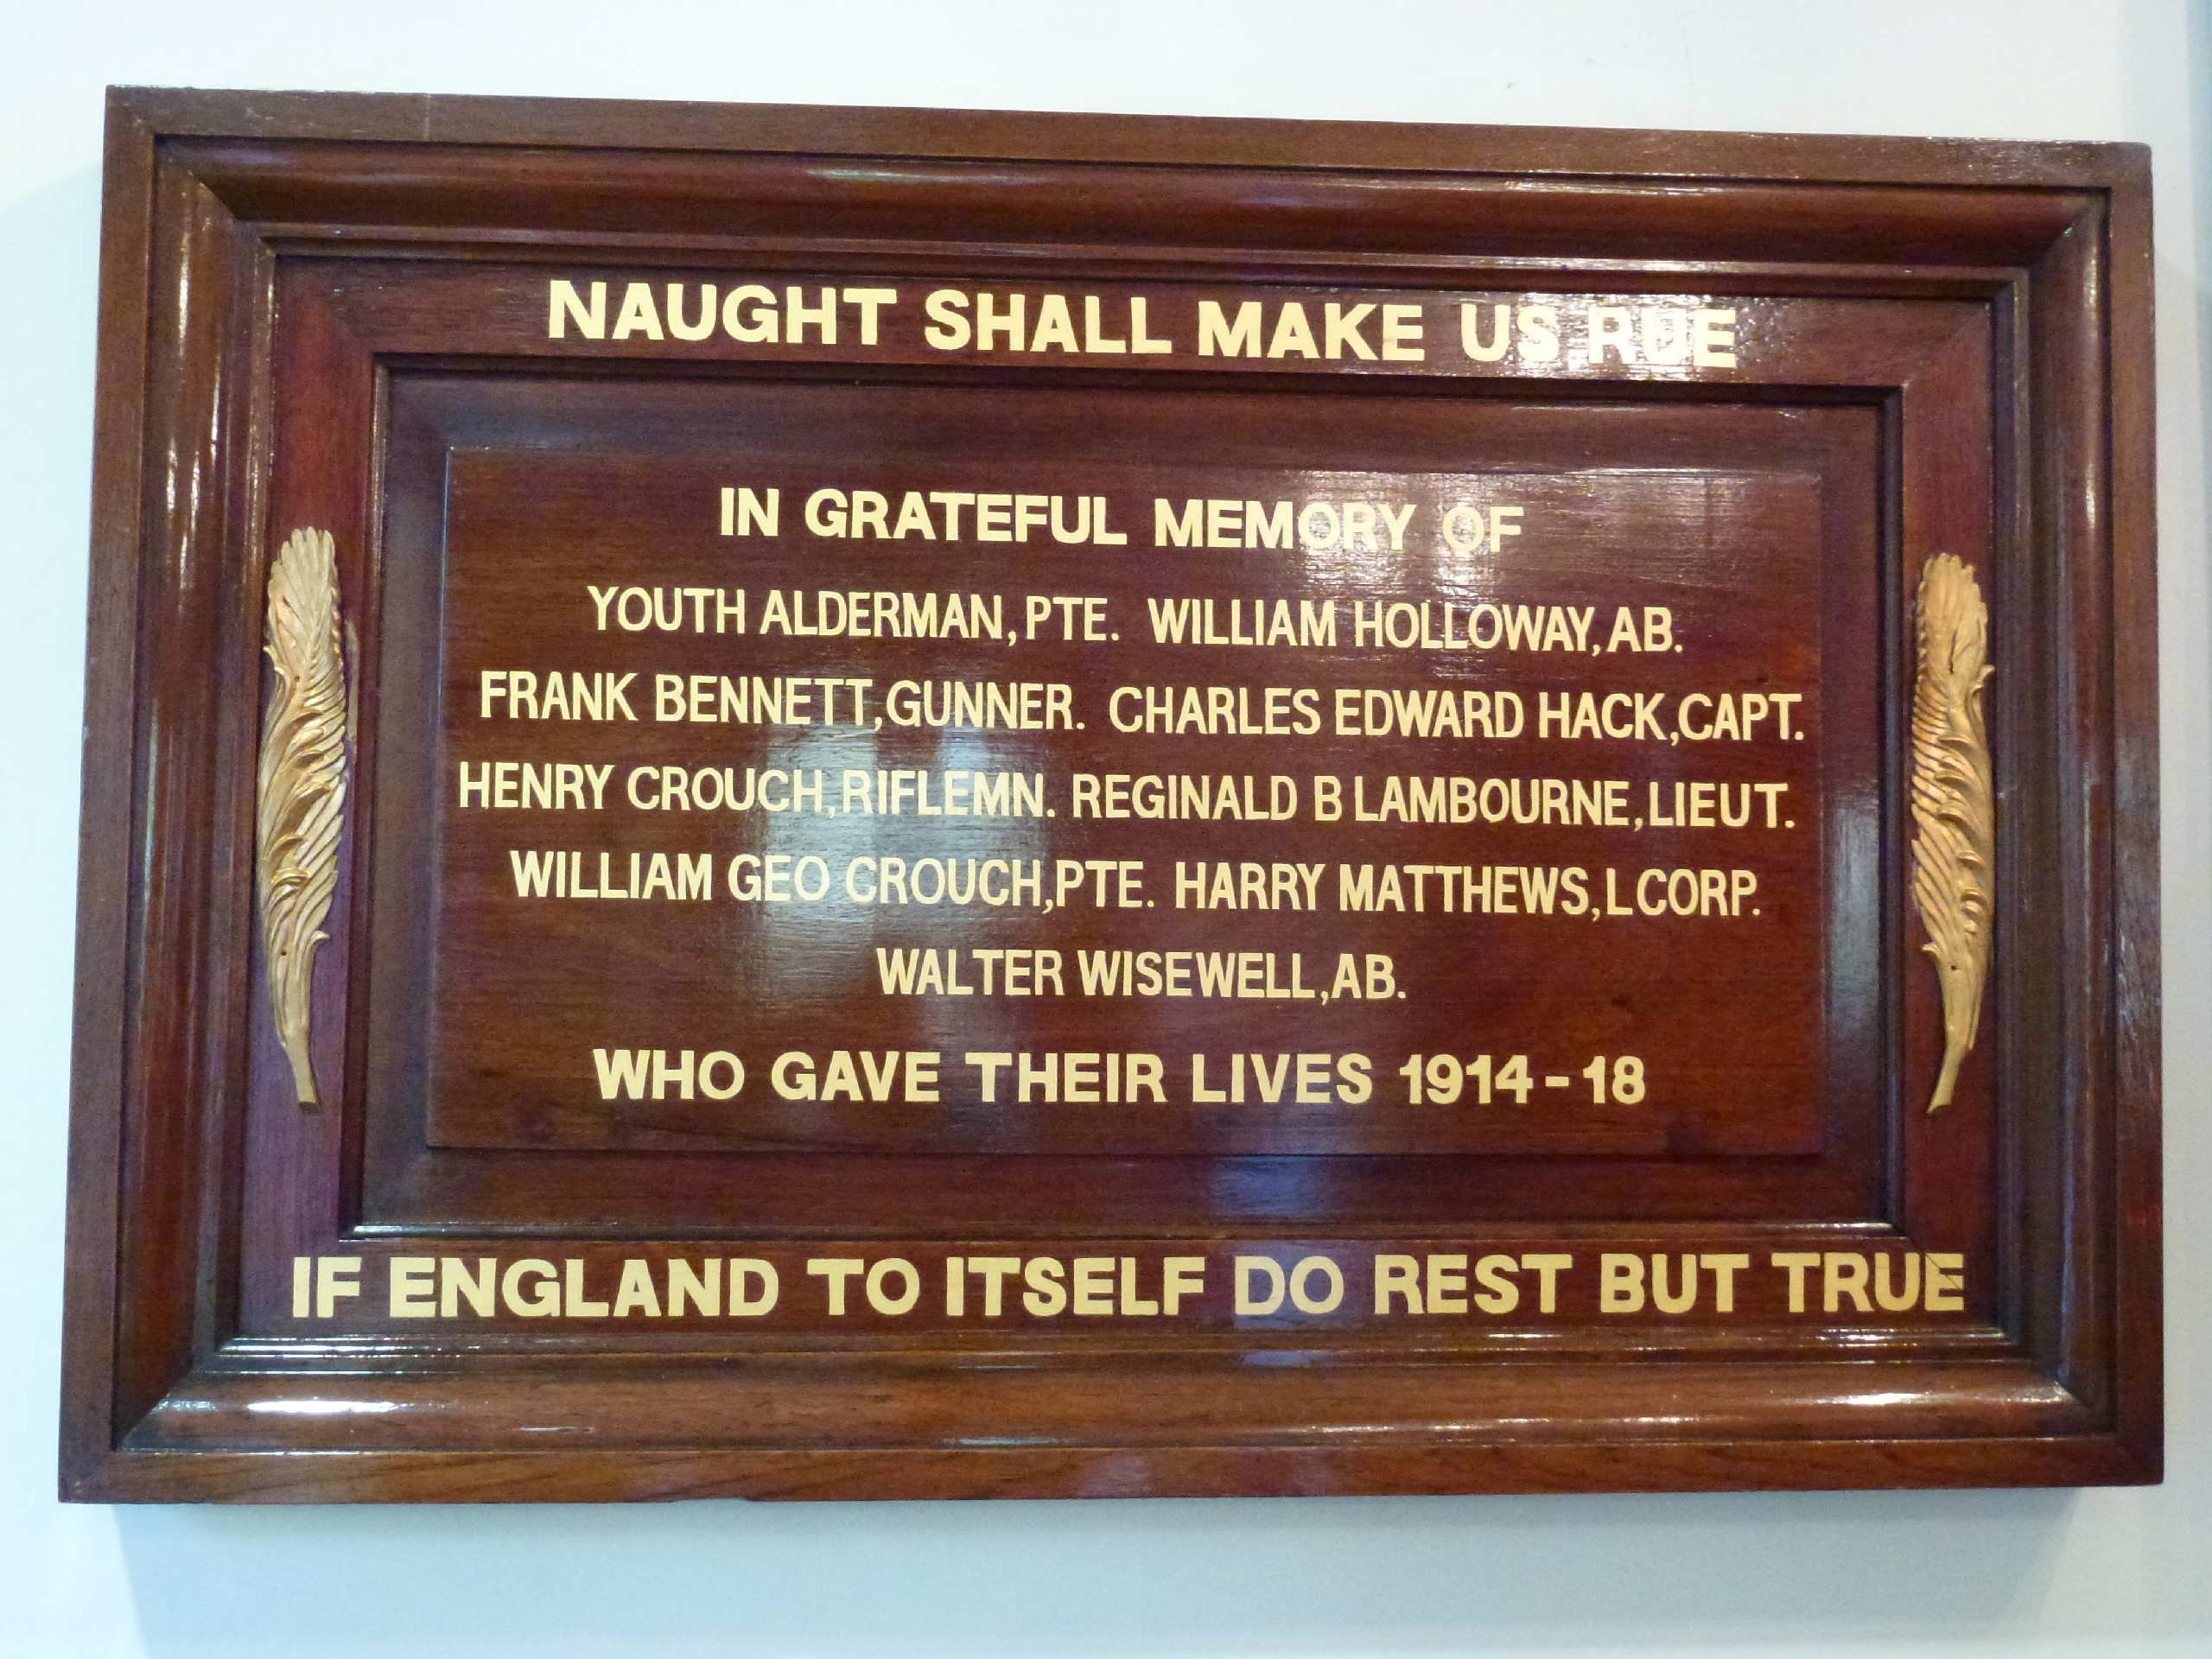 NAUGHT SHALL MAKE US RUE
IN GRATEFUL MEMORY OF
YOUTH ALDERMAN, PTE. WILLIAM HOLLOWAY, AB.
FRANK BENNETT, GUNNER. CHARLES EDWARD HACK, CAPT.
HENRY CROUCH, RIFLEMN. REGINALD B LAMBOURNE, LIEUT.
WILLIAM GEO CROUCH, PTE. HARRY MATTHEWS, LCORP.
WALTER WISEWELL, AB.
WHO GAVE THEIR LIVES 1914-18
IF ENGLAND TO ITSELF DO REST BUT TRUE